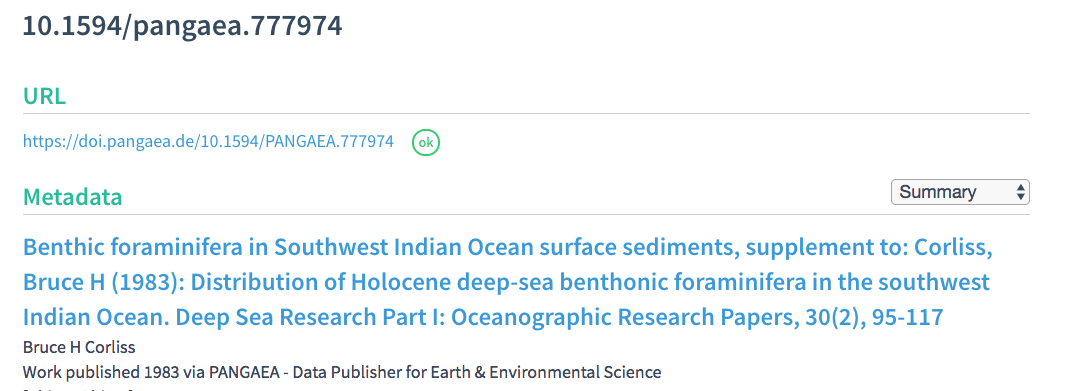 10.1594/pangaea.777974
URL
https://doi.pangaea.de/10.1594/PANGAEA.777974 ok
Metadata Summary
Benthic foraminifera in Southwest Indian Ocean surface sediments, supplement to: Corliss,
Bruce H (1983): Distribution of Holocene deep-sea benthonic foraminifera in the southwest
Indian Ocean. Deep Sea Research Part I: Oceanographic Research Papers, 30(2), 95-117
Bruce H Corliss
Work published 1983 via PANGAEA - Data Publisher for Earth & Environmental Science